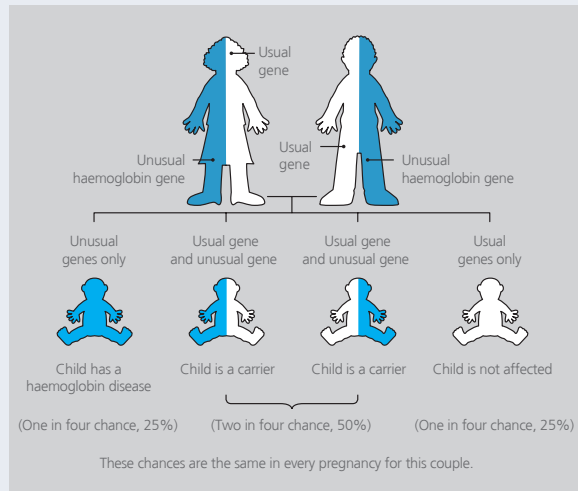 Usual
gene
Usual
gene
Unusual
haemoglobin gene
Unusual
haemoglobin gene
Unusual
genes only
Usual gene
and unusual gene
Usual gene
and unusual gene
Usual
genes only
Child has a
haemoglobin disease
Child is a carrier
Child is a carrier
Child is not affected
(One in four chance, 25%)
(Two in four chance, 50%)
(One in four chance, 25%)
These chances are the same in every pregnancy for this couple.